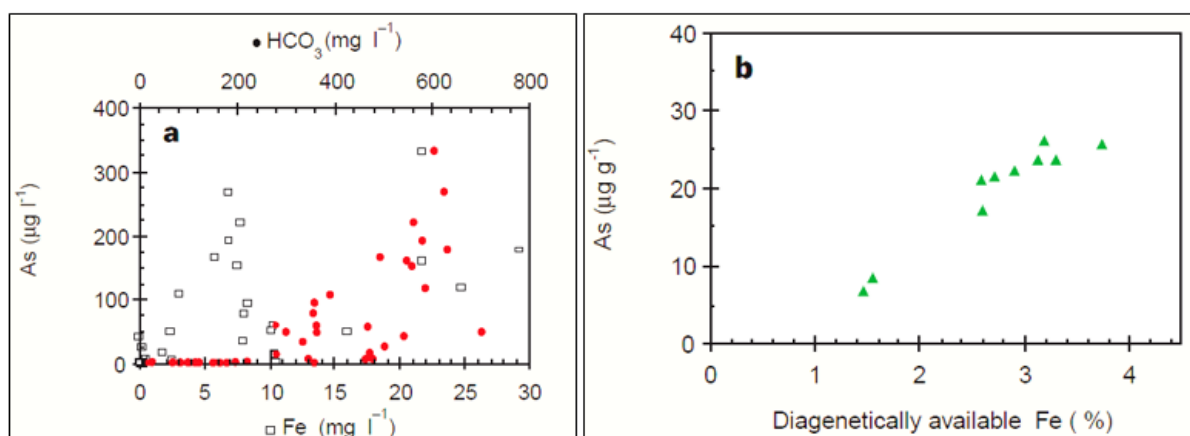 ● HCO₃(mg l⁻¹)
0 200 400 600 800
400
300
200
100
0
As (µg l⁻¹)
a
0 5 10 15 20 25 30
□ Fe (mg l⁻¹)
b
40
30
20
10
0
As (µg g⁻¹)
0 1 2 3 4
Diagenetically available Fe ( %)